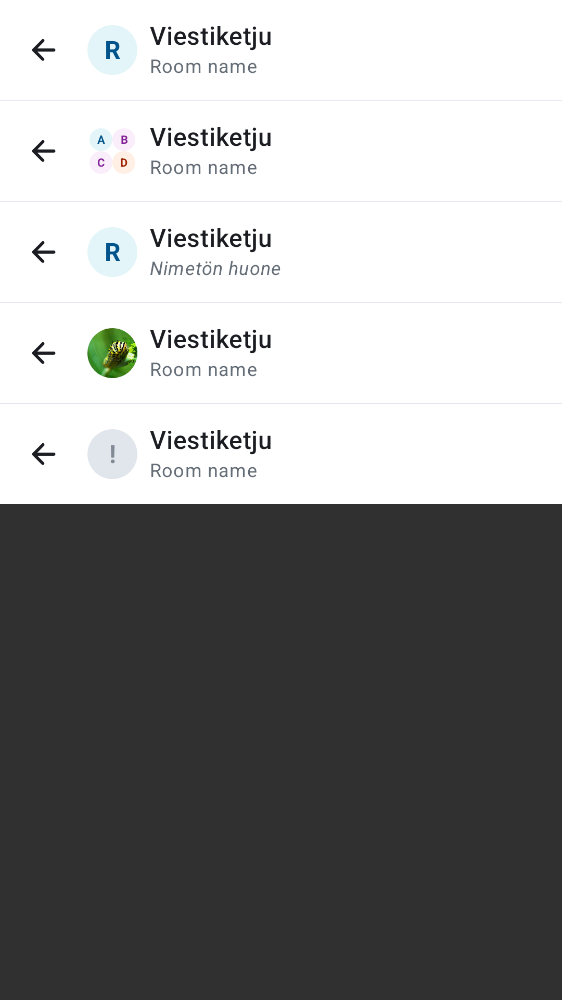 R
Viestiketju
Room name
A B
C D
Viestiketju
Room name
R
Viestiketju
Nimetön huone
Viestiketju
Room name
!
Viestiketju
Room name